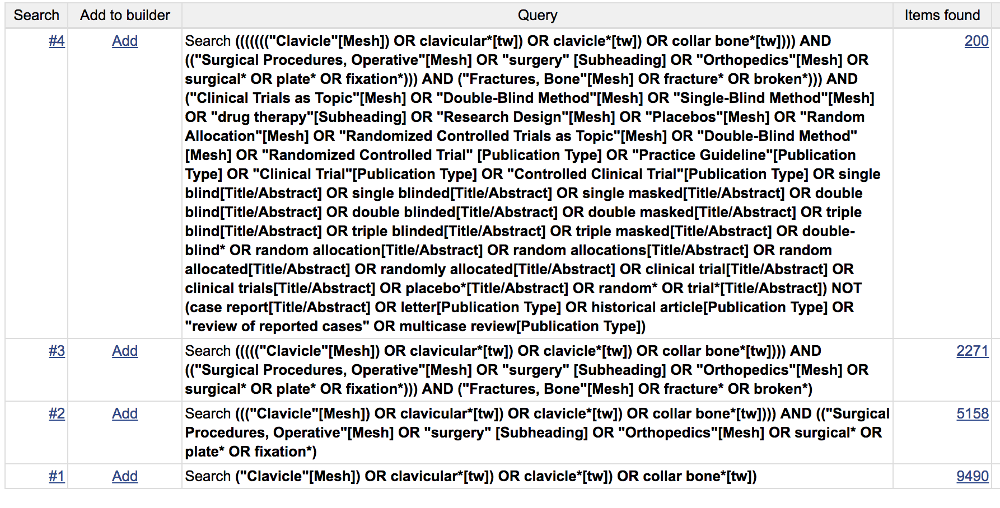 Search Add to builder Query Items found
#4 Add Search ((((((("Clavicle"[Mesh]) OR clavicular*[tw]) OR clavicle*[tw]) OR collar bone*[tw]))) AND 200
(("Surgical Procedures, Operative"[Mesh] OR "surgery" [Subheading] OR "Orthopedics"[Mesh] OR
surgical* OR plate* OR fixation*))) AND ("Fractures, Bone"[Mesh] OR fracture* OR broken*))) AND
("Clinical Trials as Topic"[Mesh] OR "Double-Blind Method"[Mesh] OR "Single-Blind Method"[Mesh]
OR "drug therapy"[Subheading] OR "Research Design"[Mesh] OR "Placebos"[Mesh] OR "Random
Allocation"[Mesh] OR "Randomized Controlled Trials as Topic"[Mesh] OR "Double-Blind Method"
[Mesh] OR "Randomized Controlled Trial" [Publication Type] OR "Practice Guideline"[Publication
Type] OR "Clinical Trial"[Publication Type] OR "Controlled Clinical Trial"[Publication Type] OR single
blind[Title/Abstract] OR single blinded[Title/Abstract] OR single masked[Title/Abstract] OR double
blind[Title/Abstract] OR double blinded[Title/Abstract] OR double masked[Title/Abstract] OR triple
blind[Title/Abstract] OR triple blinded[Title/Abstract] OR triple masked[Title/Abstract] OR double-
blind* OR random allocation[Title/Abstract] OR random allocations[Title/Abstract] OR random
allocated[Title/Abstract] OR randomly allocated[Title/Abstract] OR clinical trial[Title/Abstract] OR
clinical trials[Title/Abstract] OR placebo*[Title/Abstract] OR random* OR trial*[Title/Abstract]) NOT
(case report[Title/Abstract] OR letter[Publication Type] OR historical article[Publication Type] OR
"review of reported cases" OR multicase review[Publication Type])
#3 Add Search ((((("Clavicle"[Mesh]) OR clavicular*[tw]) OR clavicle*[tw]) OR collar bone*[tw]))) AND 2271
(("Surgical Procedures, Operative"[Mesh] OR "surgery" [Subheading] OR "Orthopedics"[Mesh] OR
surgical* OR plate* OR fixation*))) AND ("Fractures, Bone"[Mesh] OR fracture* OR broken*)
#2 Add Search ((("Clavicle"[Mesh]) OR clavicular*[tw]) OR clavicle*[tw]) OR collar bone*[tw]))) AND (("Surgical 5158
Procedures, Operative"[Mesh] OR "surgery" [Subheading] OR "Orthopedics"[Mesh] OR surgical* OR
plate* OR fixation*)
#1 Add Search ("Clavicle"[Mesh]) OR clavicular*[tw]) OR clavicle*[tw]) OR collar bone*[tw]) 9490